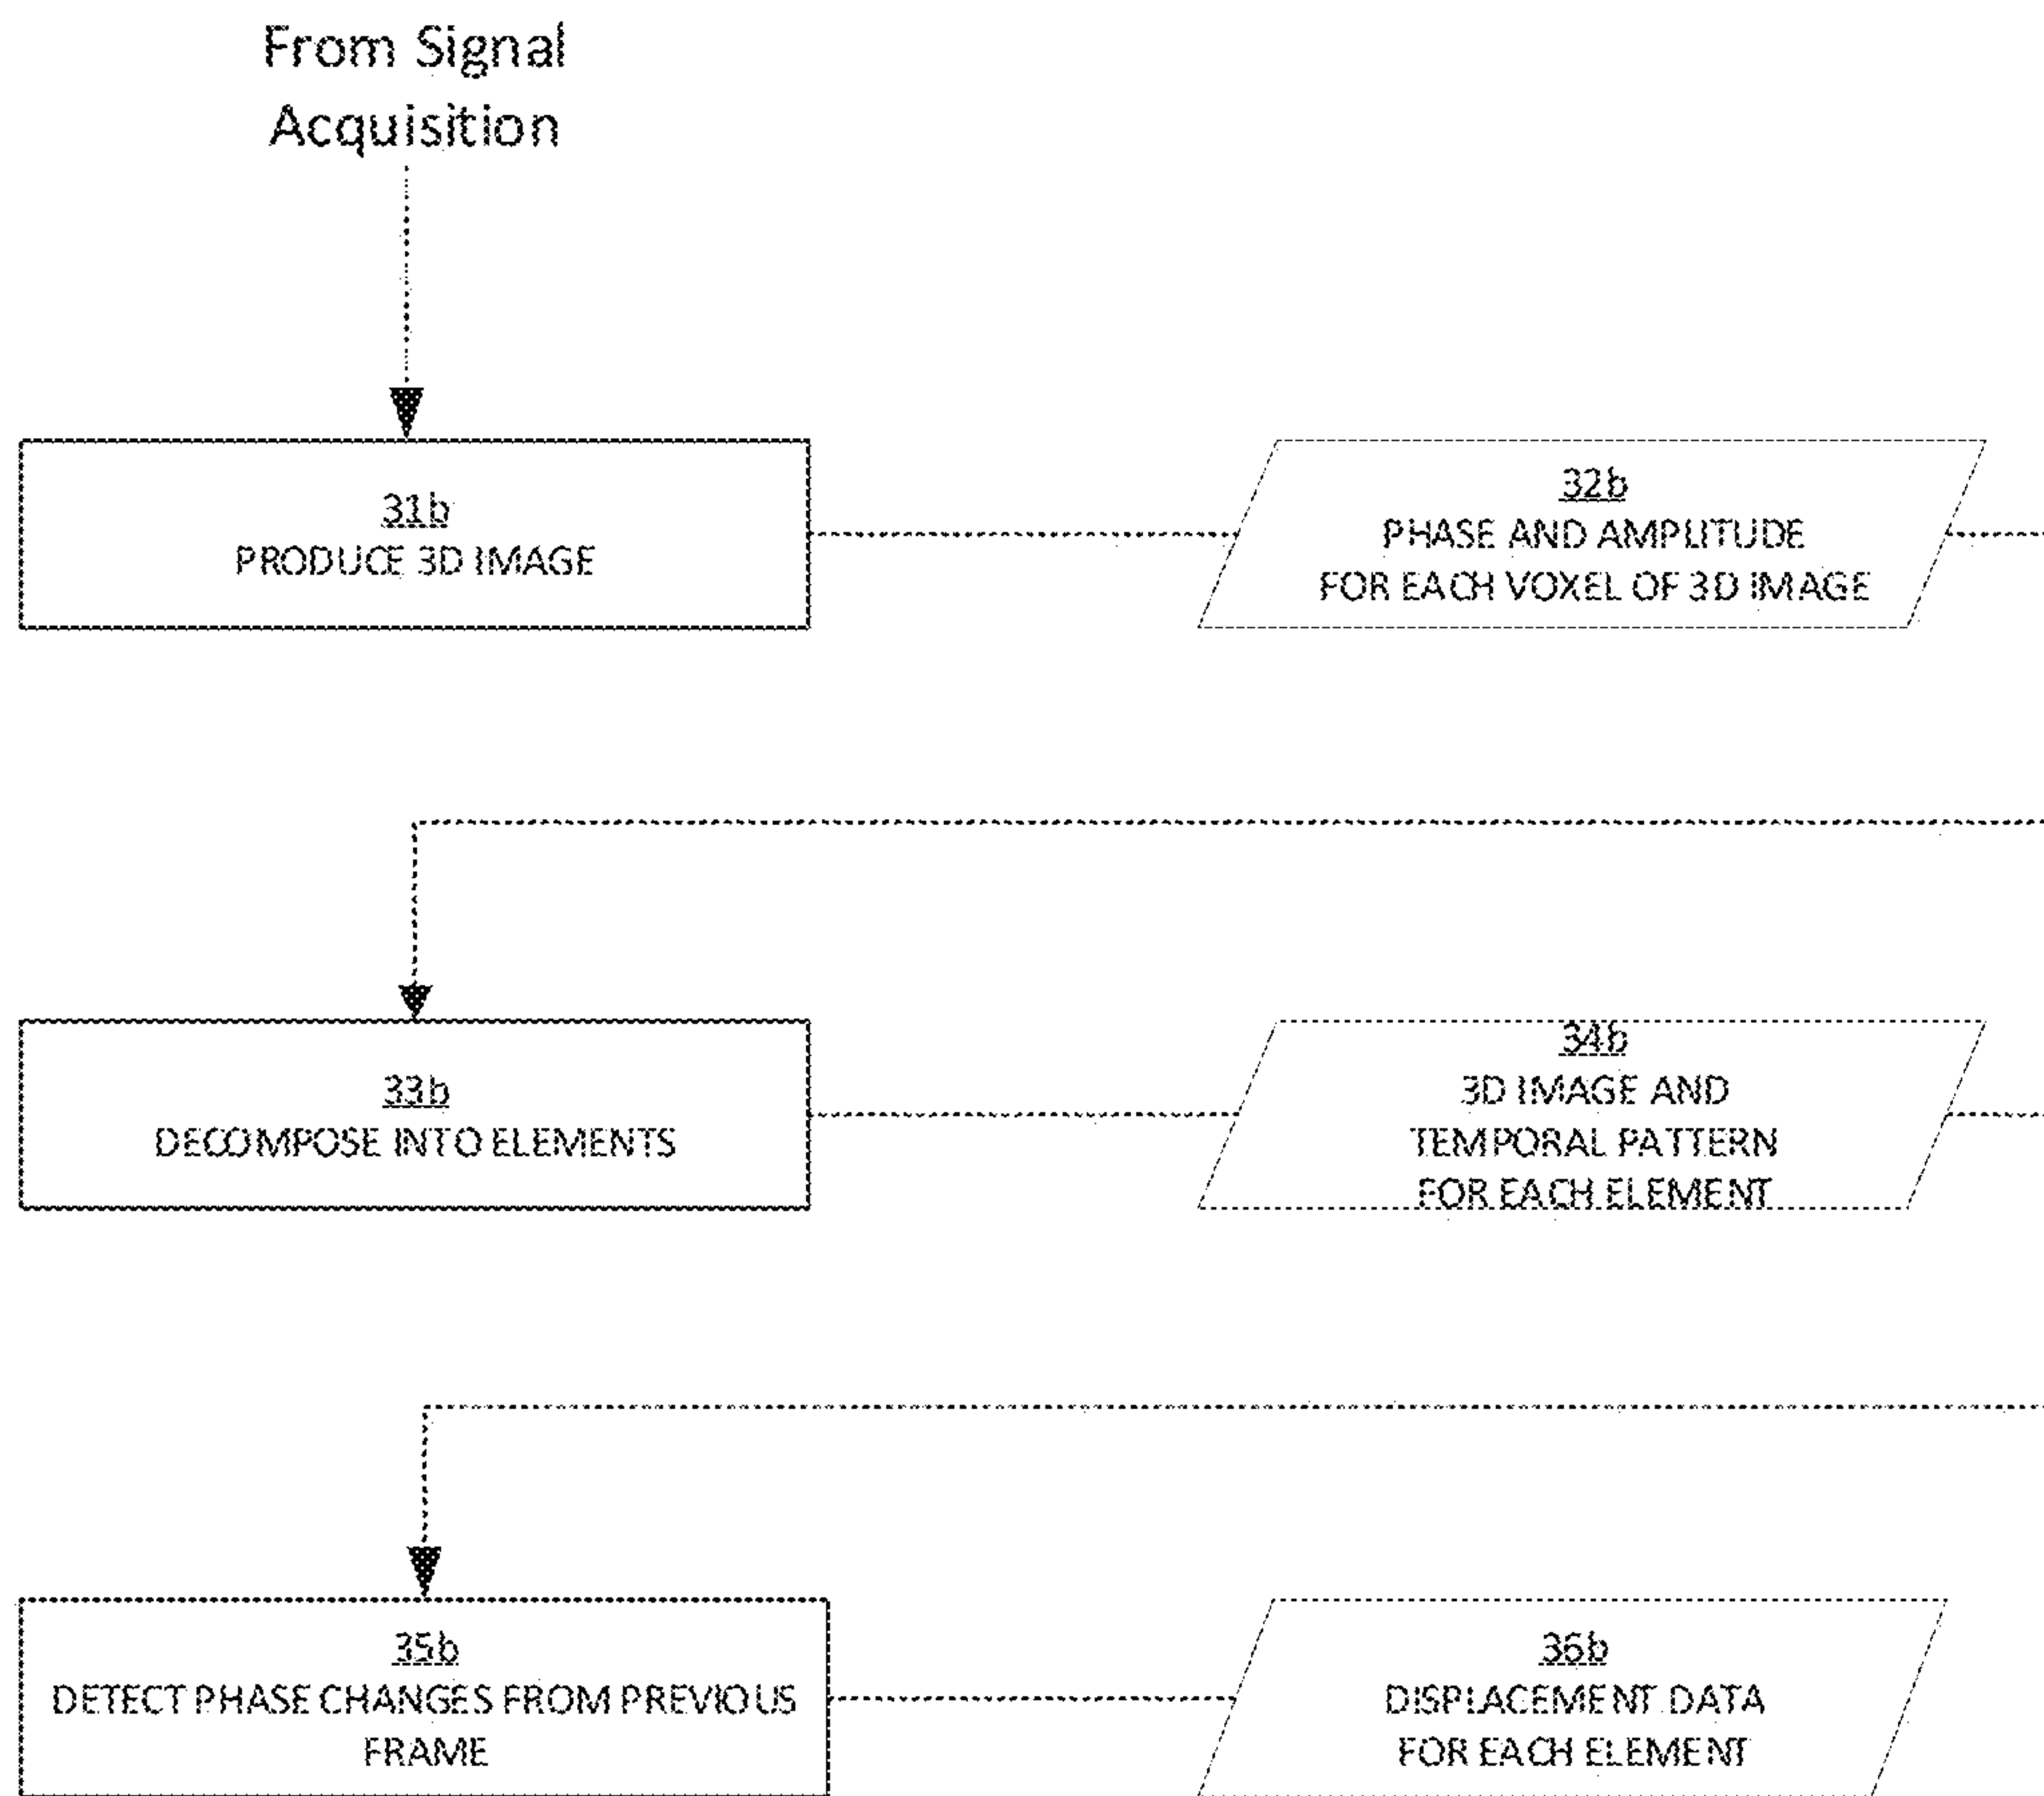 From Signal
Acquisition
31b
PRODUCE 3D IMAGE
32b
PHASE AND AMPLITUDE
FOR EACH VOXEL OF 3D IMAGE
33b
DECOMPOSE INTO ELEMENTS
34b
3D IMAGE AND
TEMPORAL PATTERN
FOR EACH ELEMENT
35b
DETECT PHASE CHANGES FROM PREVIOUS
FRAME
36b
DISPLACEMENT DATA
FOR EACH ELEMENT